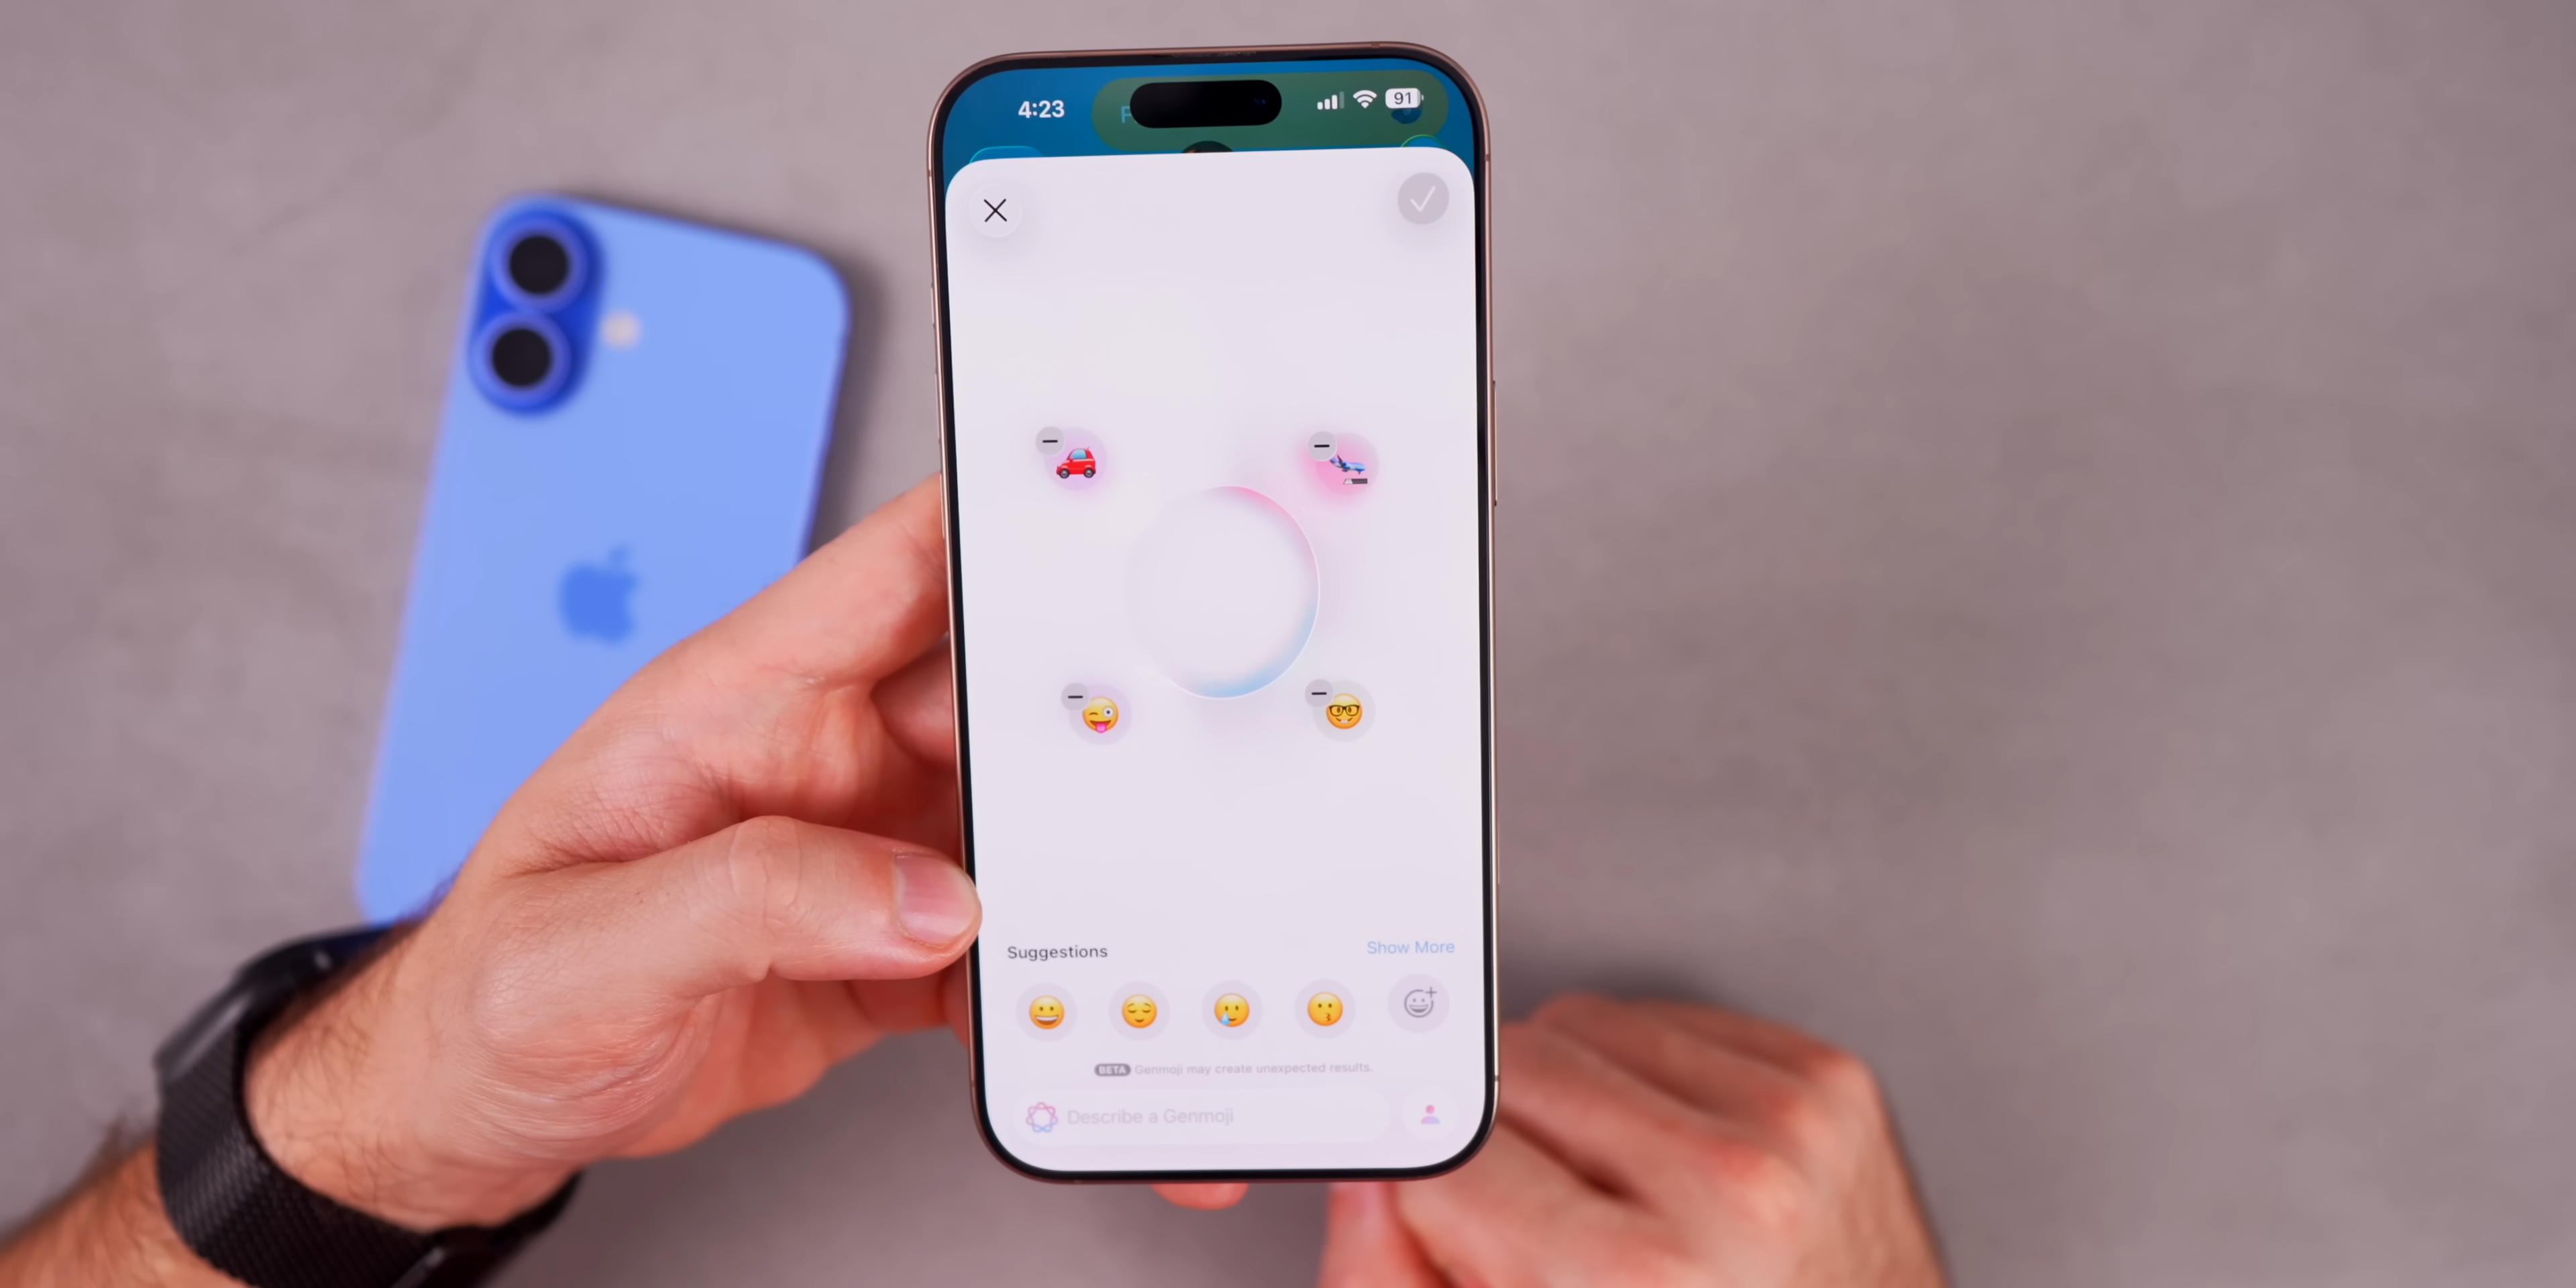 4:23
91
Suggestions
Show More
BETA Genmoji may create unexpected results.
Describe a Genmoji